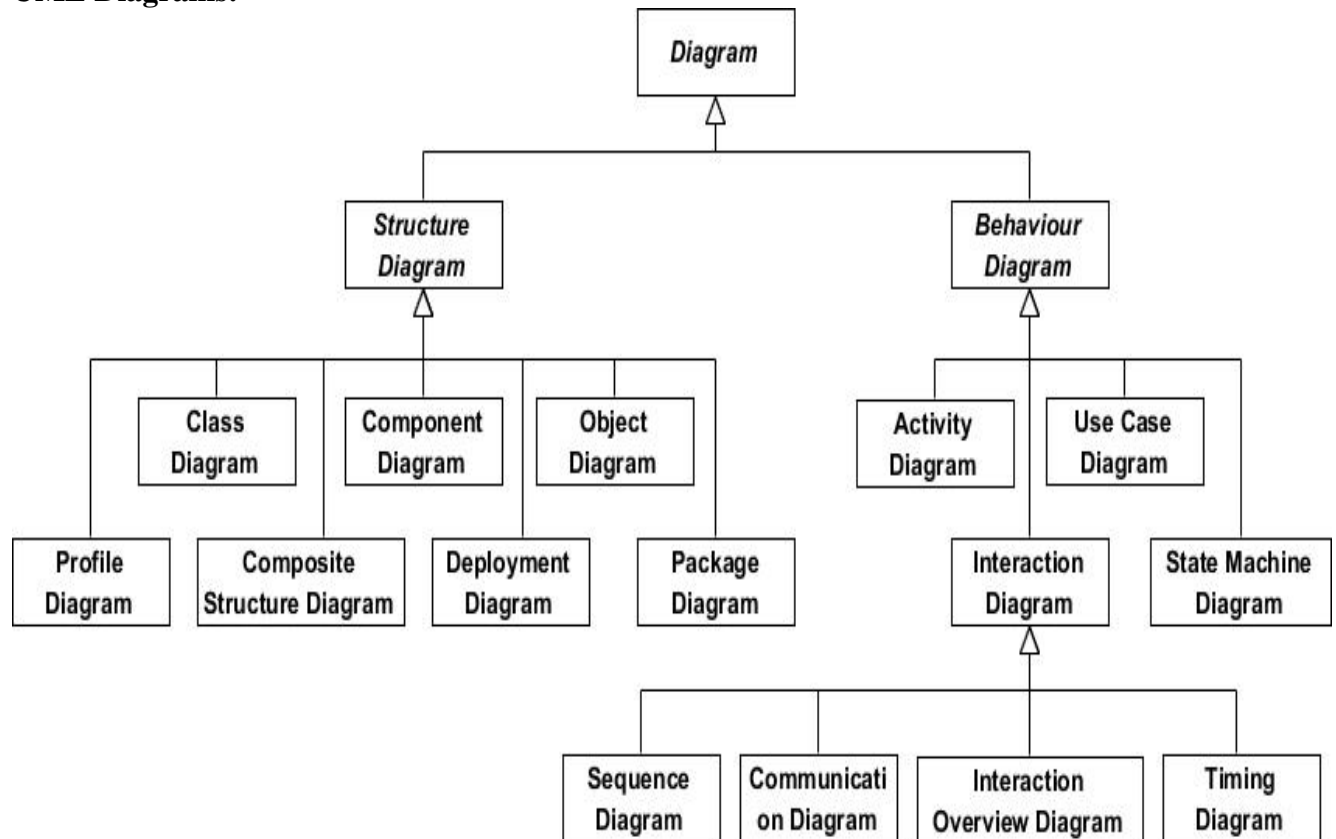 UML Diagrams:
Diagram
Structure
Diagram
Behaviour
Diagram
Class
Diagram
Component
Diagram
Object
Diagram
Activity
Diagram
Use Case
Diagram
Profile
Diagram
Composite
Structure Diagram
Deployment
Diagram
Package
Diagram
Interaction
Diagram
State Machine
Diagram
Sequence
Diagram
Communicati
on Diagram
Interaction
Overview Diagram
Timing
Diagram